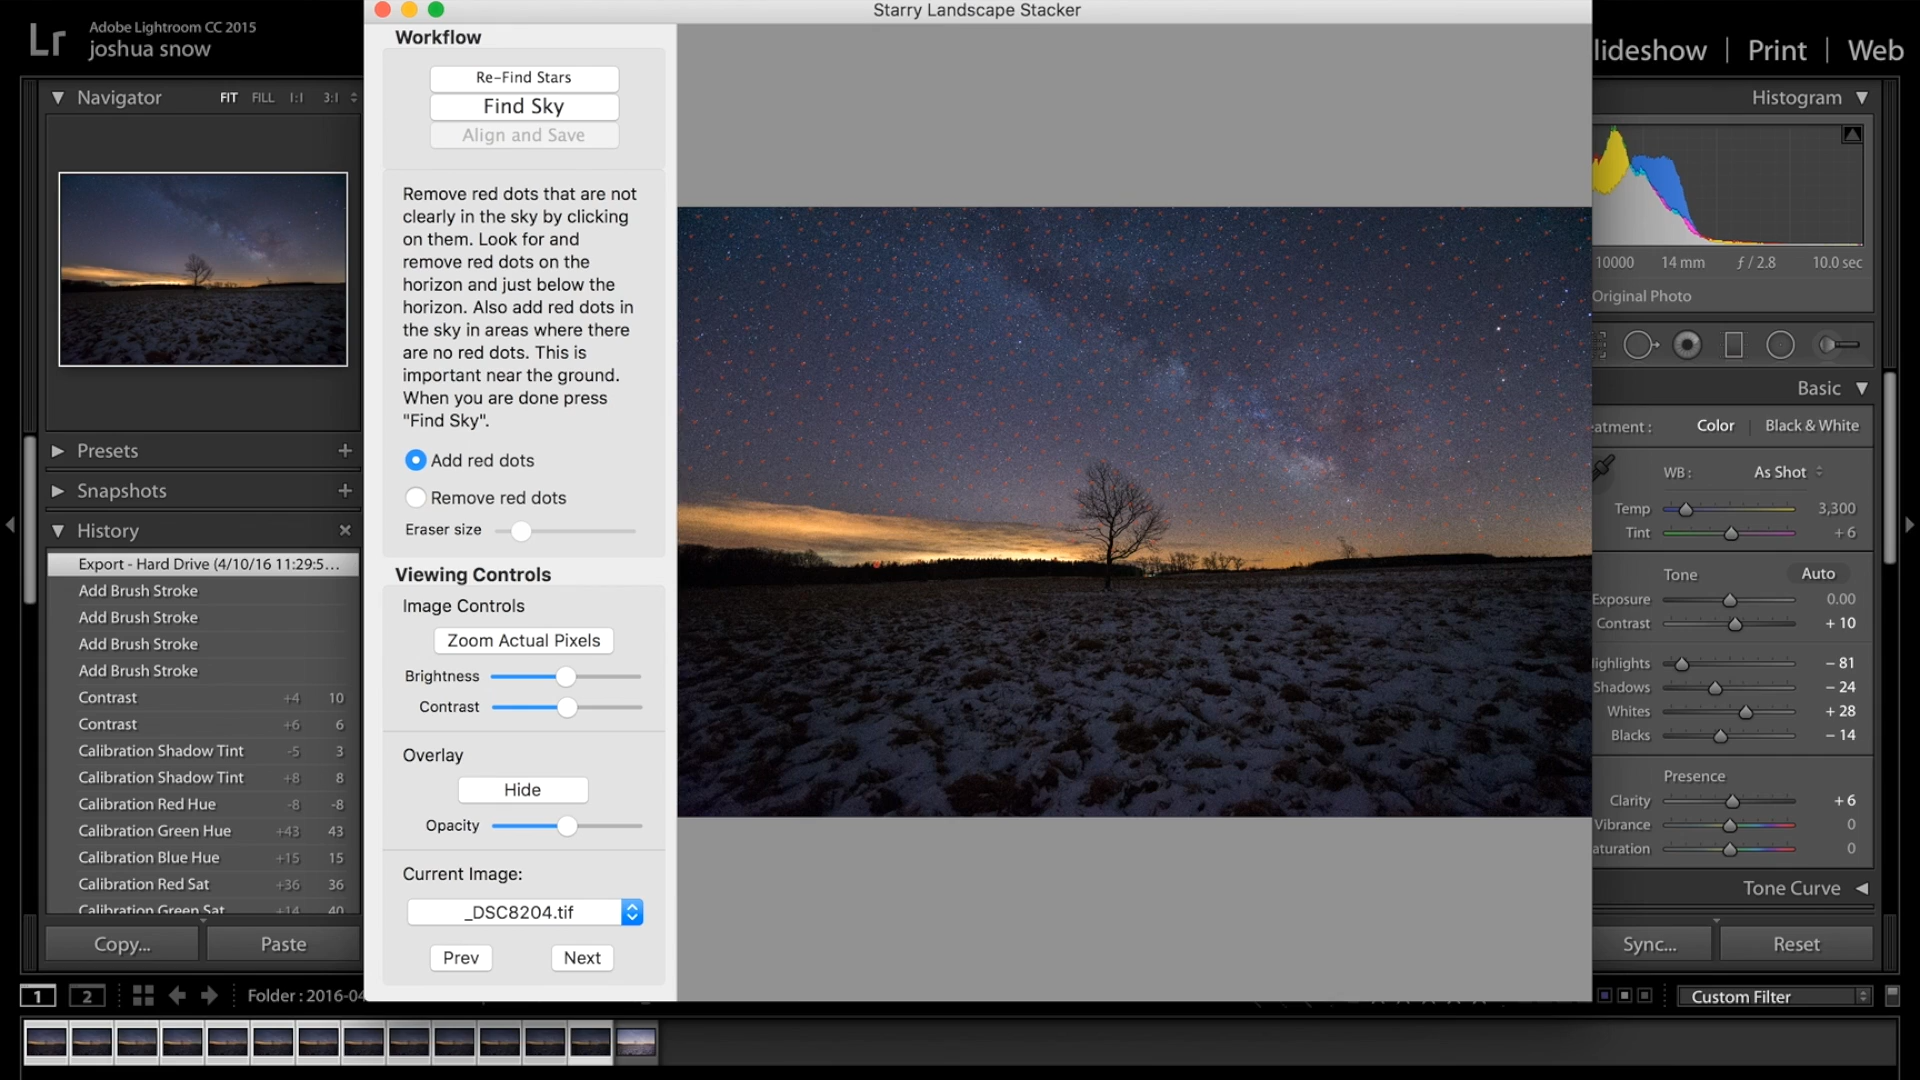 Starry Landscape Stacker
Lr
Adobe Lightroom CC 2015
joshua snow
lideshow | Print | Web
Navigator FIT FILL 1:1 3:1
Presets
Snapshots
History
Export - Hard Drive (4/10/16 11:29:5...
Add Brush Stroke
Add Brush Stroke
Add Brush Stroke
Add Brush Stroke
Contrast +4 10
Contrast +6 6
Calibration Shadow Tint -5 3
Calibration Shadow Tint +8 8
Calibration Red Hue -8 -8
Calibration Green Hue +43 43
Calibration Blue Hue +15 15
Calibration Red Sat +36 36
Calibration Green Sat +14 40
Copy... Paste
Workflow
Re-Find Stars
Find Sky
Align and Save
Remove red dots that are not
clearly in the sky by clicking
on them. Look for and
remove red dots on the
horizon and just below the
horizon. Also add red dots in
the sky in areas where there
are no red dots. This is
important near the ground.
When you are done press
"Find Sky".
Add red dots
Remove red dots
Eraser size
Viewing Controls
Image Controls
Zoom Actual Pixels
Brightness
Contrast
Overlay
Hide
Opacity
Current Image:
_DSC8204.tif
Prev Next
Histogram
10000 14 mm ƒ / 2.8 10.0 sec
Original Photo
Basic
eatment : Color Black & White
WB : As Shot
Temp 3,300
Tint + 6
Tone Auto
Exposure 0.00
Contrast + 10
ighlights – 81
Shadows – 24
Whites + 28
Blacks – 14
Presence
Clarity + 6
Vibrance 0
aturation 0
Tone Curve
Sync... Reset
1 2 Folder : 2016-04 Custom Filter